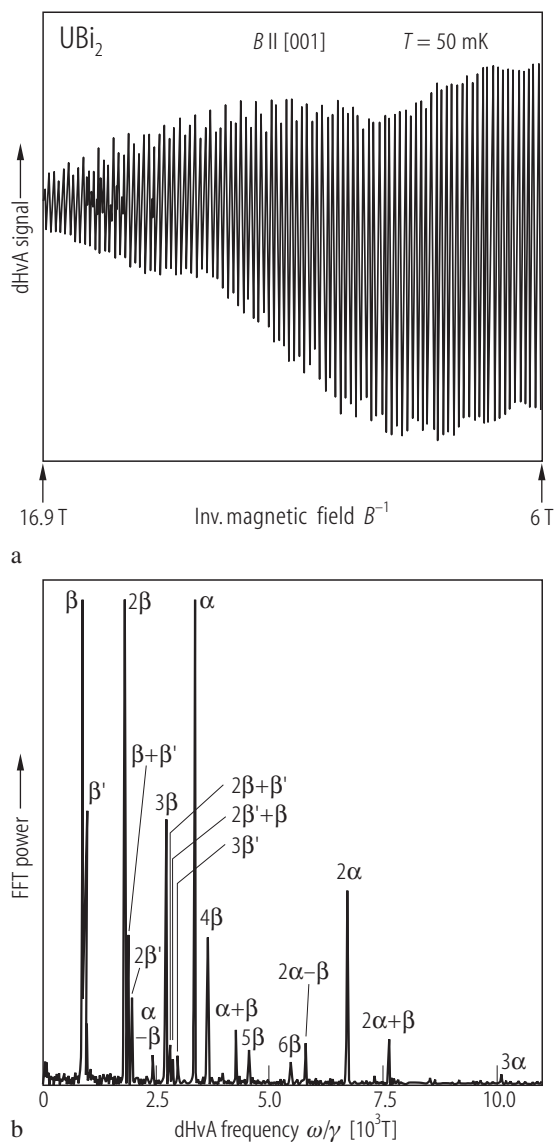 UBi₂ B II [001] T = 50 mK
dHvA signal
16.9 T Inv. magnetic field B⁻¹ 6 T
a
β 2β α
β+β'
β' 3β 2β+β'
2β'+β
3β'
2α
4β
2β' α
–β α+β 2α–β
5β 6β 2α+β
3α
FFT power
0 2.5 5.0 7.5 10.0
b dHvA frequency ω/γ [10³T]